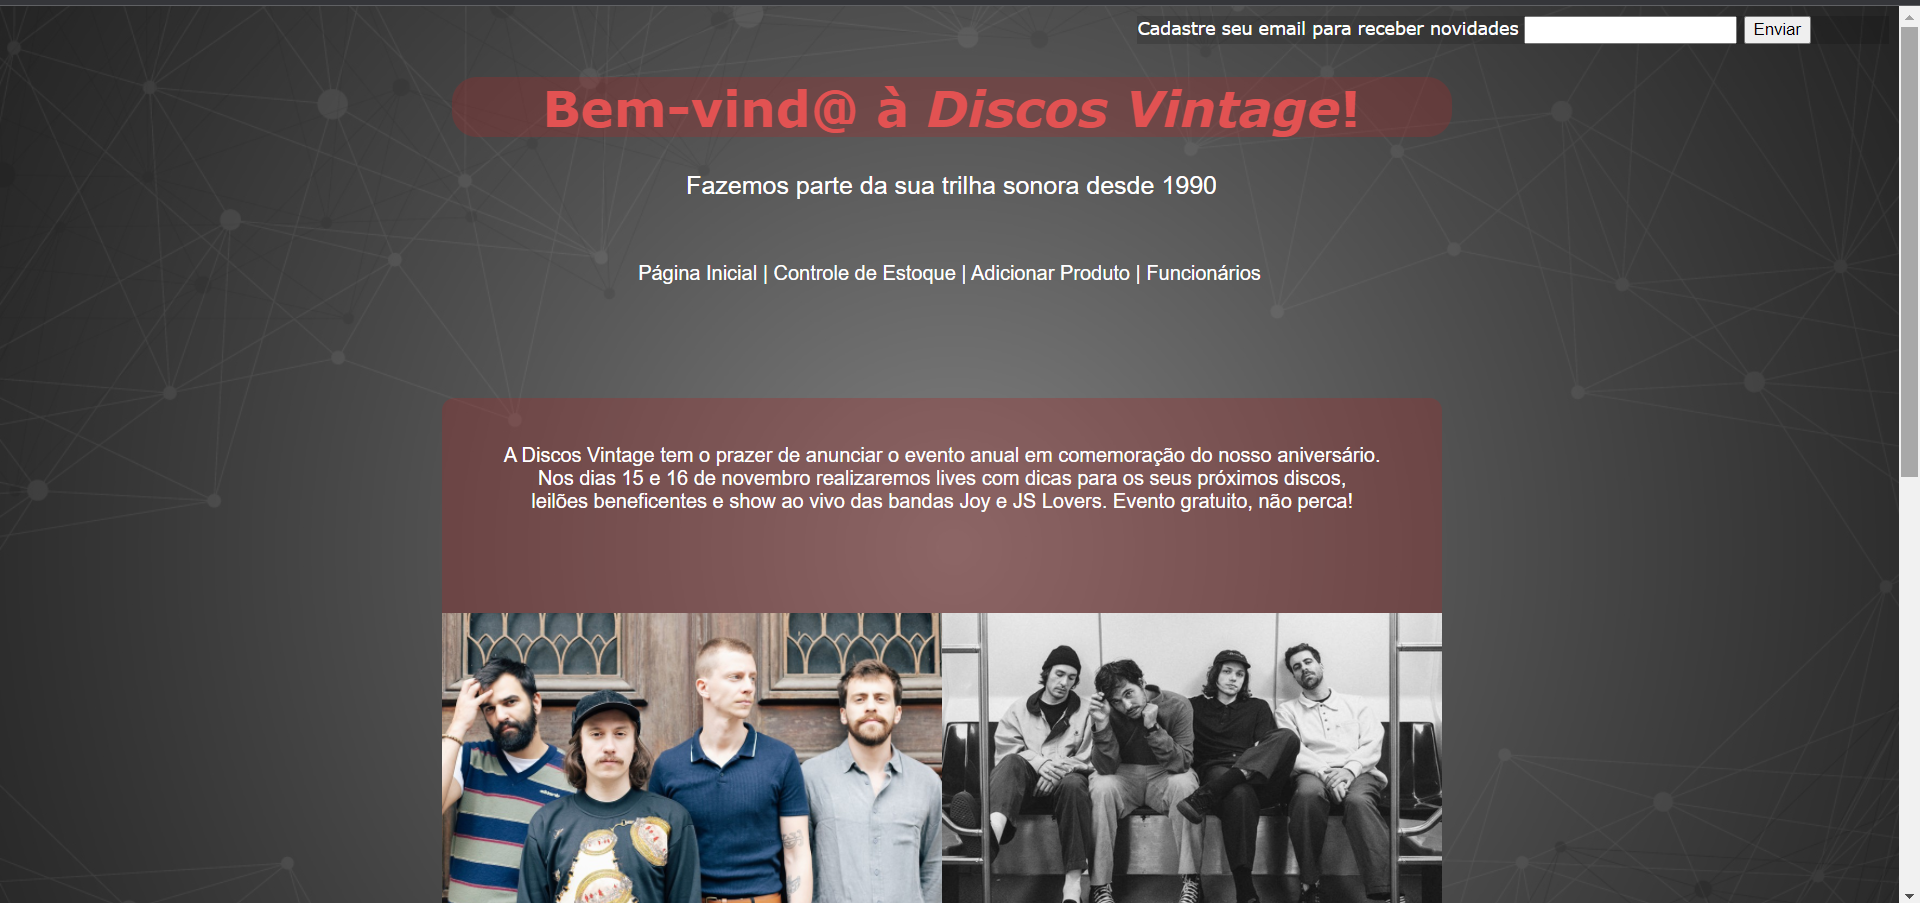 Cadastre seu email para receber novidades Enviar
Bem-vind@ à Discos Vintage!
Fazemos parte da sua trilha sonora desde 1990
Página Inicial | Controle de Estoque | Adicionar Produto | Funcionários
A Discos Vintage tem o prazer de anunciar o evento anual em comemoração do nosso aniversário.
Nos dias 15 e 16 de novembro realizaremos lives com dicas para os seus próximos discos,
leilões beneficentes e show ao vivo das bandas Joy e JS Lovers. Evento gratuito, não perca!